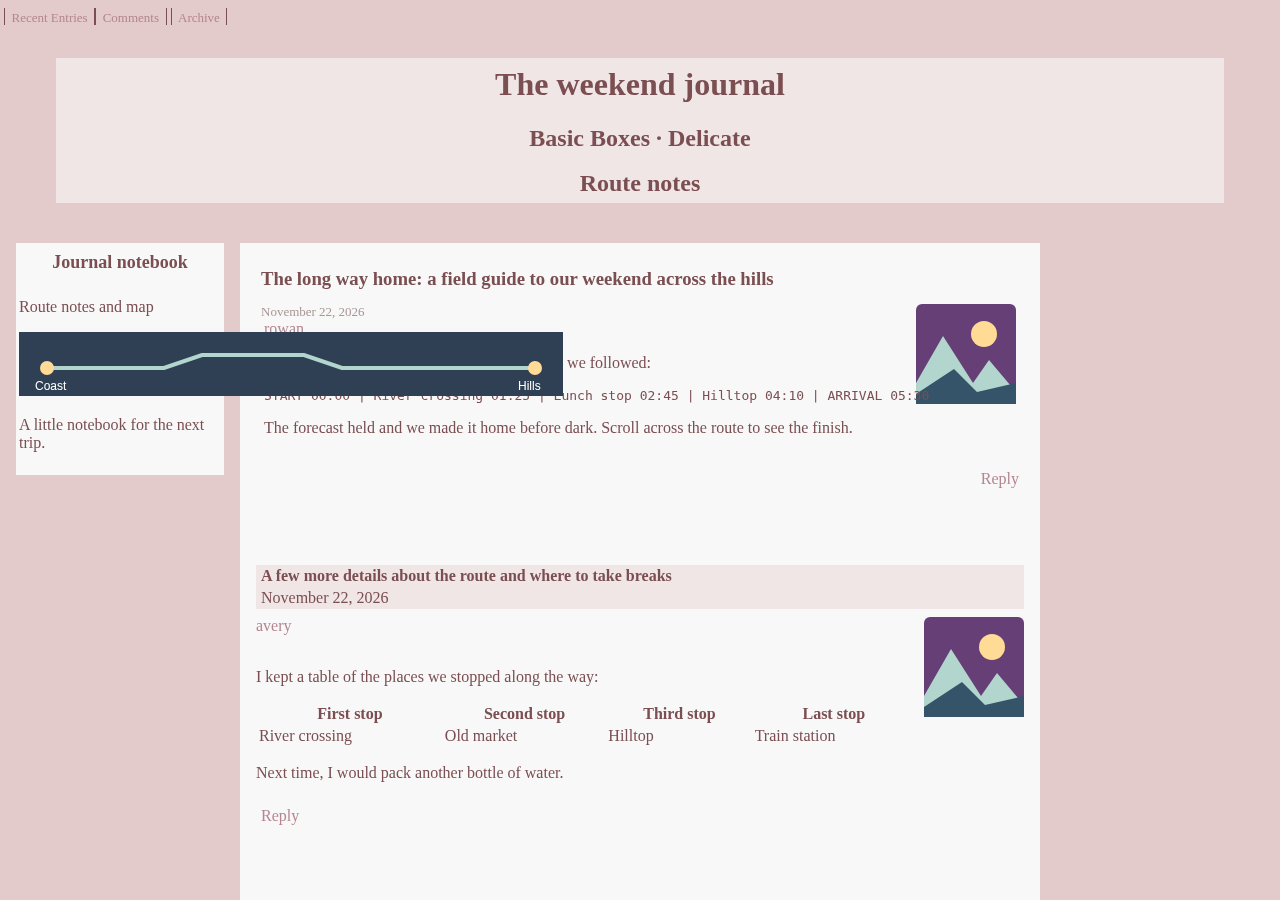 Recent Entries
Comments
Archive
The weekend journal
Basic Boxes · Delicate
Route notes
Journal notebook
Route notes and map
Coast
Hills
A little notebook for the next
trip.
The long way home: a field guide to our weekend across the hills
November 22, 2026
rowan
we followed:
START 00:00 | River crossing 01:25 | Lunch stop 02:45 | Hilltop 04:10 | ARRIVAL
The forecast held and we made it home before dark. Scroll across the route to see the finish.
Reply
A few more details about the route and where to take breaks
November 22, 2026
avery
I kept a table of the places we stopped along the way:
First stop Second stop Third stop Last stop
River crossing Old market Hilltop Train station
Next time, I would pack another bottle of water.
Reply